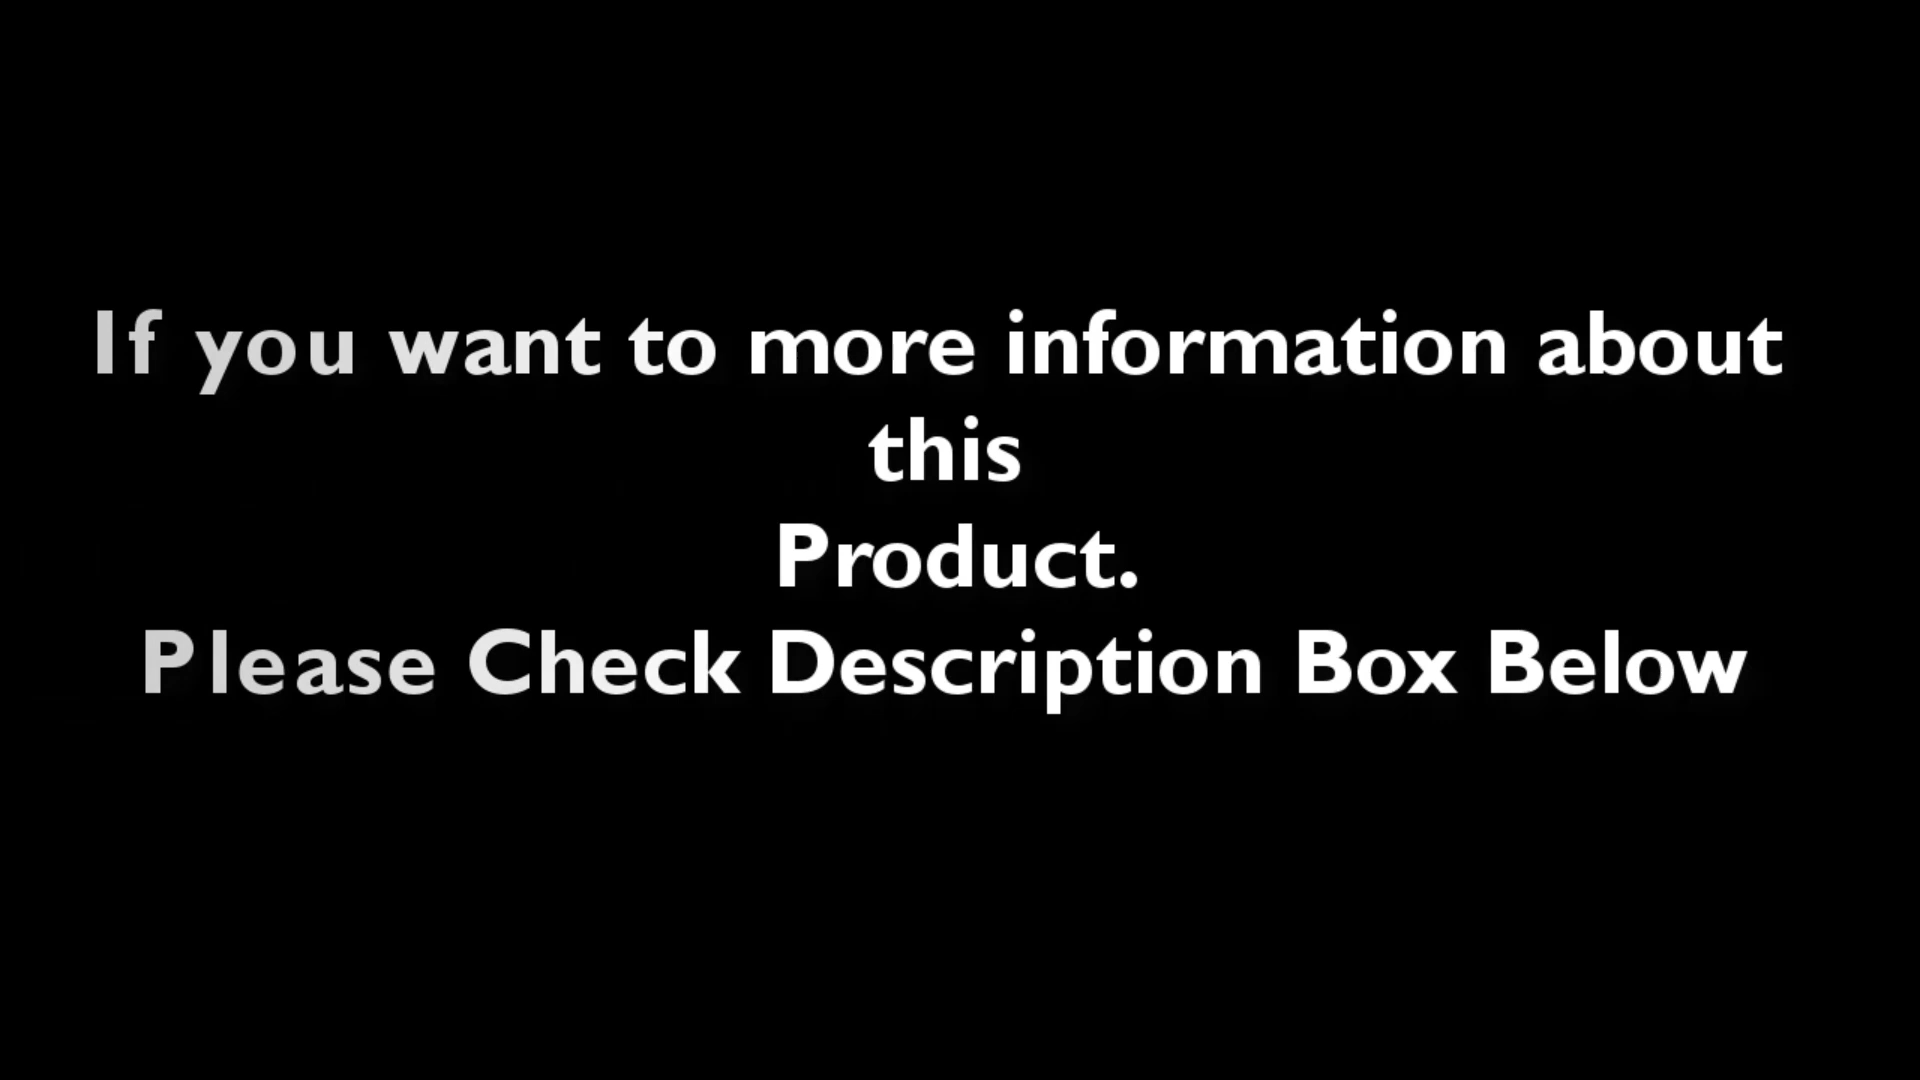 If you want to more information about
this
Product.
Please Check Description Box Below